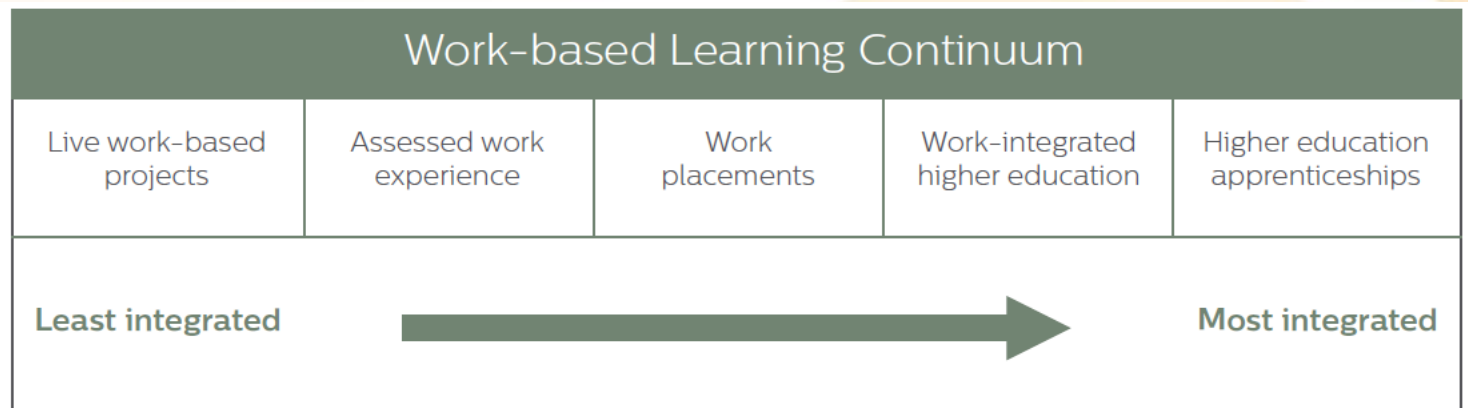 Work-based Learning Continuum
Live work-based
projects
Assessed work
experience
Work
placements
Work-integrated
higher education
Higher education
apprenticeships
Least integrated
Most integrated